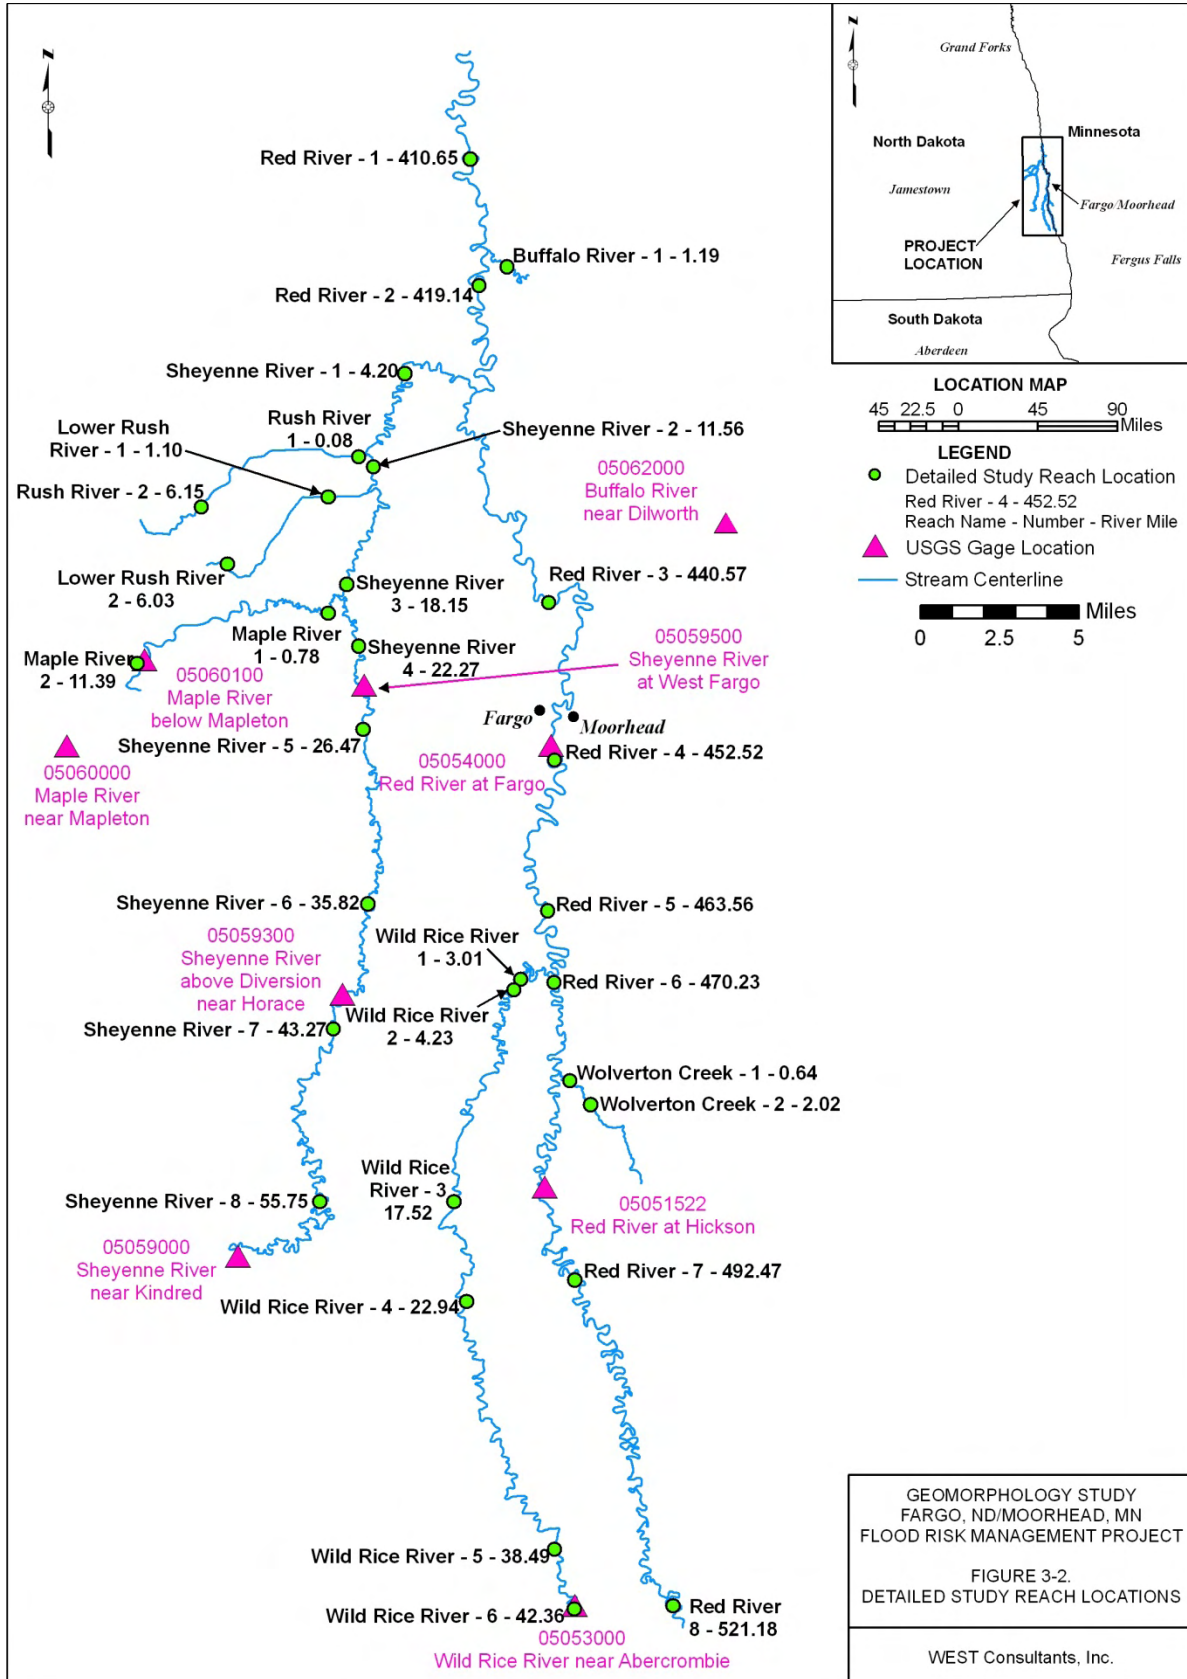 N
Red River - 1 - 410.65
Buffalo River - 1 - 1.19
Red River - 2 - 419.14
Sheyenne River - 1 - 4.20
Rush River
1 - 0.08
Lower Rush
River - 1 - 1.10
Sheyenne River - 2 - 11.56
Rush River - 2 - 6.15
05062000
Buffalo River
near Dilworth
Lower Rush River
2 - 6.03
Sheyenne River
3 - 18.15
Red River - 3 - 440.57
Maple River
1 - 0.78
Sheyenne River
4 - 22.27
05059500
Sheyenne River
at West Fargo
Maple River
2 - 11.39
05060100
Maple River
below Mapleton
Fargo
Moorhead
Sheyenne River - 5 - 26.47
05060000
Maple River
near Mapleton
05054000
Red River at Fargo
Red River - 4 - 452.52
Sheyenne River - 6 - 35.82
Red River - 5 - 463.56
05059300
Sheyenne River
above Diversion
near Horace
Wild Rice River
1 - 3.01
Red River - 6 - 470.23
Wild Rice River
2 - 4.23
Sheyenne River - 7 - 43.27
Wolverton Creek - 1 - 0.64
Wolverton Creek - 2 - 2.02
Wild Rice
River - 3
17.52
Sheyenne River - 8 - 55.75
05051522
Red River at Hickson
05059000
Sheyenne River
near Kindred
Red River - 7 - 492.47
Wild Rice River - 4 - 22.94
Wild Rice River - 5 - 38.49
Wild Rice River - 6 - 42.36
05053000
Wild Rice River near Abercrombie
Red River
8 - 521.18
N
Grand Forks
North Dakota
Minnesota
Jamestown
Fargo/Moorhead
PROJECT
LOCATION
Fergus Falls
South Dakota
Aberdeen
LOCATION MAP
45 22.5 0 45 90
Miles
LEGEND
Detailed Study Reach Location
Red River - 4 - 452.52
Reach Name - Number - River Mile
USGS Gage Location
Stream Centerline
Miles
0 2.5 5
GEOMORPHOLOGY STUDY
FARGO, ND/MOORHEAD, MN
FLOOD RISK MANAGEMENT PROJECT
FIGURE 3-2.
DETAILED STUDY REACH LOCATIONS
WEST Consultants, Inc.